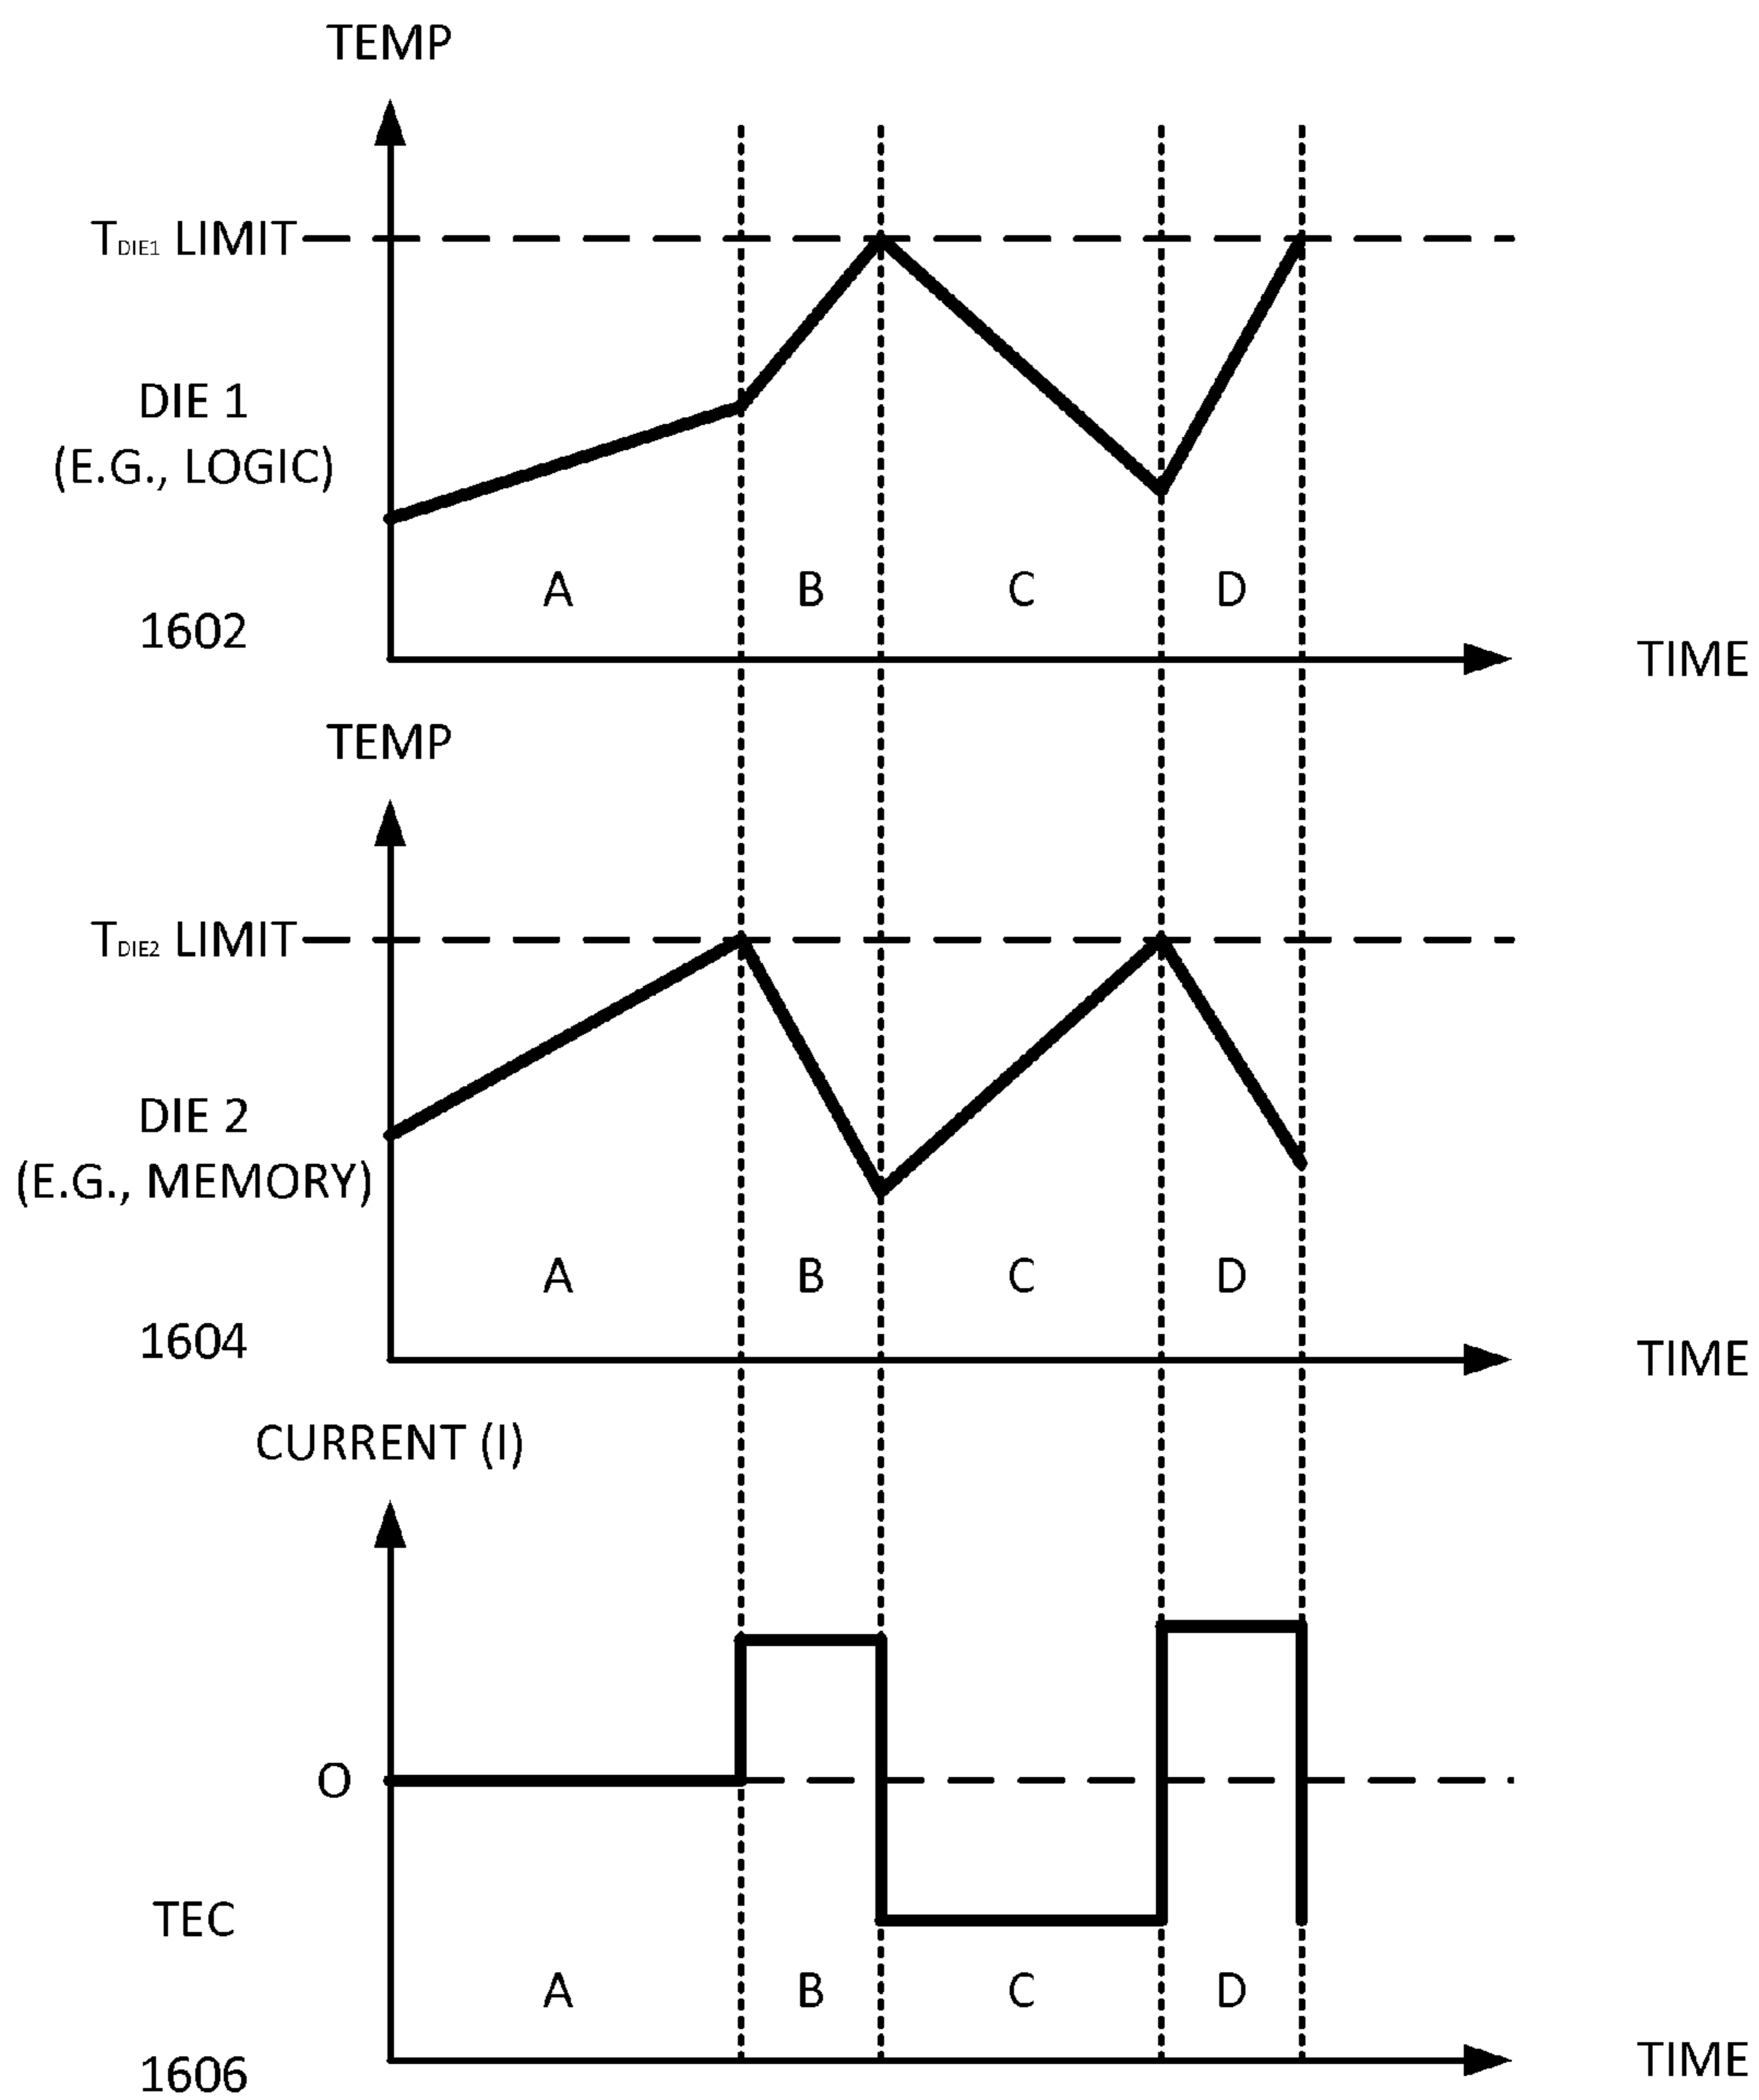 TEMP
TDIE1 LIMIT
DIE 1
(E.G., LOGIC)
A B C D
1602
TIME
TEMP
TDIE2 LIMIT
DIE 2
(E.G., MEMORY)
A B C D
1604
TIME
CURRENT (I)
O
TEC
A B C D
1606
TIME